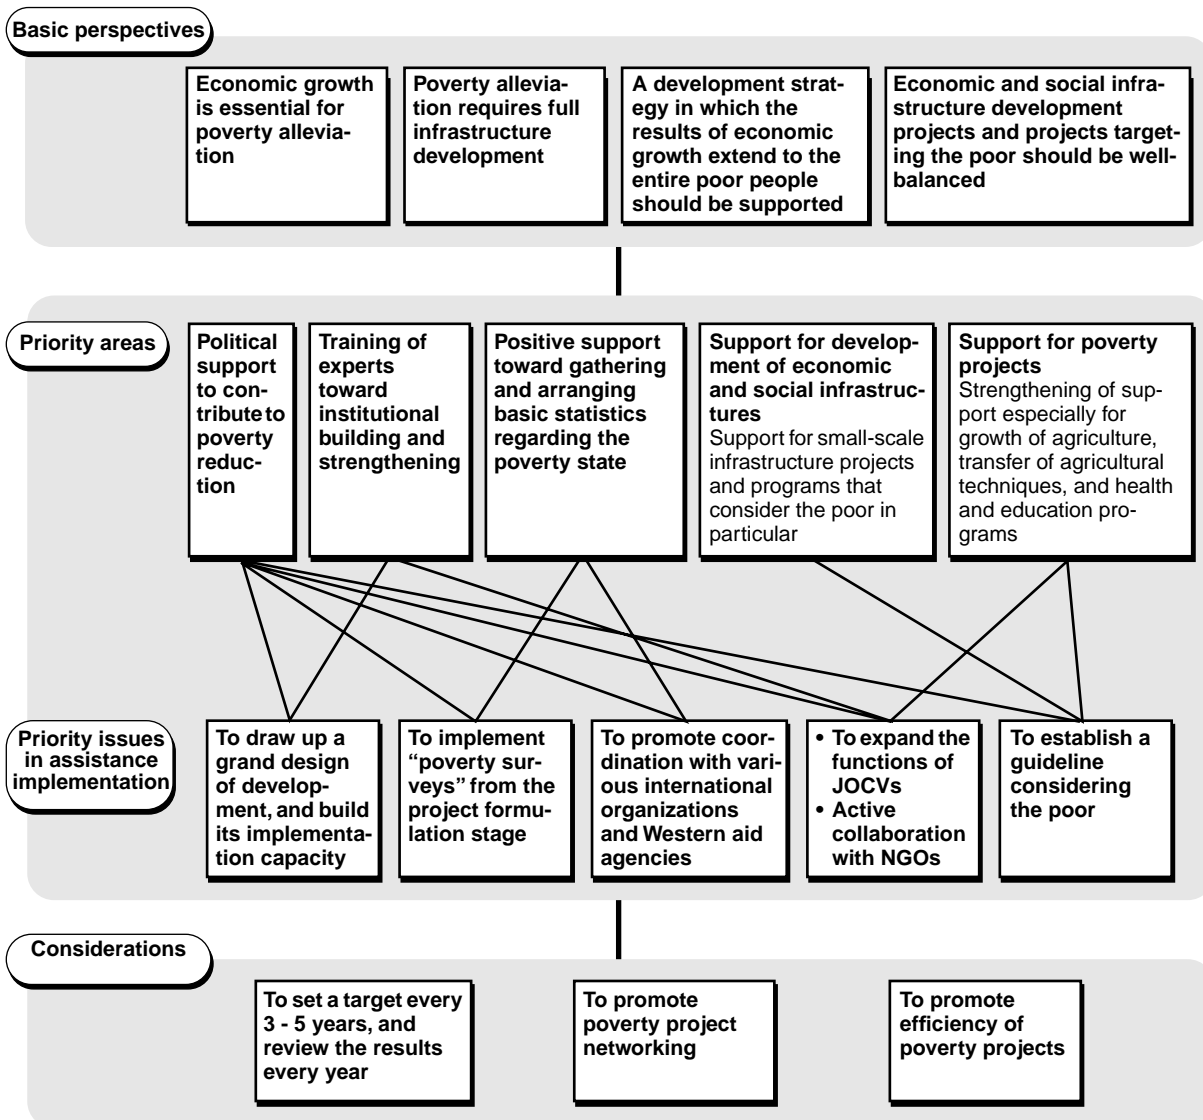 Basic perspectives
Economic growth
is essential for
poverty allevia-
tion
Poverty allevia-
tion requires full
infrastructure
development
A development strat-
egy in which the
results of economic
growth extend to the
entire poor people
should be supported
Economic and social infra-
structure development
projects and projects target-
ing the poor should be well-
balanced
Priority areas
Political
support
to con-
tribute to
poverty
reduc-
tion
Training of
experts
toward
institutional
building and
strengthening
Positive support
toward gathering
and arranging
basic statistics
regarding the
poverty state
Support for develop-
ment of economic
and social infrastruc-
tures
Support for small-scale
infrastructure projects
and programs that
consider the poor in
particular
Support for poverty
projects
Strengthening of sup-
port especially for
growth of agriculture,
transfer of agricultural
techniques, and health
and education pro-
grams
Priority issues
in assistance
implementation
To draw up a
grand design
of develop-
ment, and build
its implementa-
tion capacity
To implement
“poverty sur-
veys” from the
project formu-
lation stage
To promote coor-
dination with vari-
ous international
organizations
and Western aid
agencies
• To expand the
functions of
JOCVs
• Active
collaboration
with NGOs
To establish a
guideline
considering
the poor
Considerations
To set a target every
3 - 5 years, and
review the results
every year
To promote
poverty project
networking
To promote
efficiency of
poverty projects